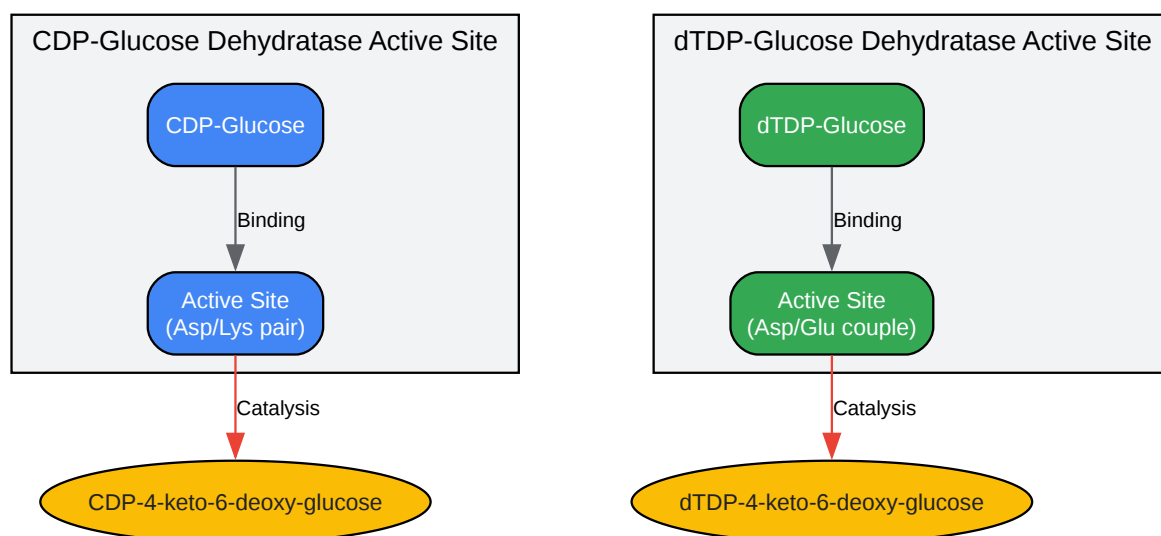 CDP-Glucose Dehydratase Active Site
CDP-Glucose
Binding
Active Site
(Asp/Lys pair)
Catalysis
CDP-4-keto-6-deoxy-glucose
dTDP-Glucose Dehydratase Active Site
dTDP-Glucose
Binding
Active Site
(Asp/Glu couple)
Catalysis
dTDP-4-keto-6-deoxy-glucose